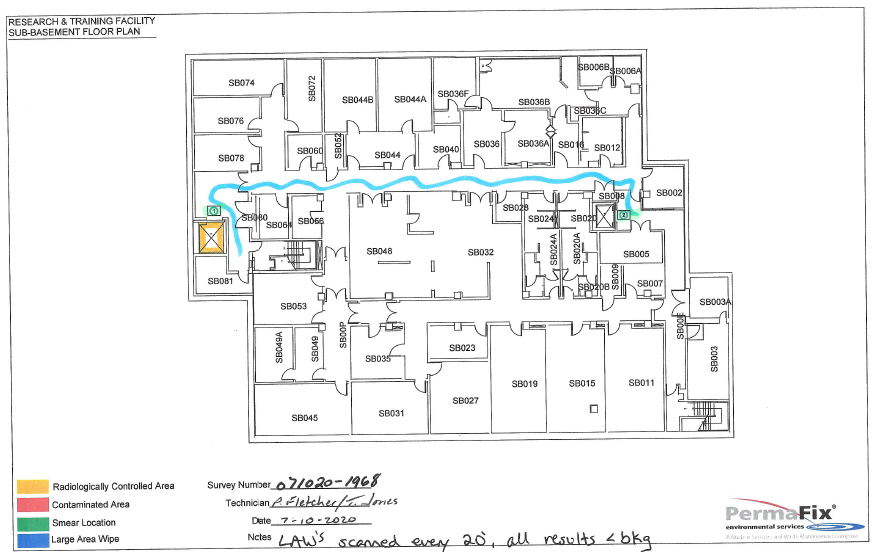 RESEARCH & TRAINING FACILITY
SUB-BASEMENT FLOOR PLAN
SB074
SB072
SB044B
SB044A
SB036F
SB036B
SB006B
SB006A
SB036C
SB076
SB078
SB060
SB052
SB044
SB040
SB036
SB036A
SB016
SB012
SB002
SB008
SB080
SB064
SB066
SB028
SB024
SB020
1
2
SB048
SB032
SB024A
SB020A
SB005
SB081
SB020B
SB009
SB007
SB053
SB00P
SB00E
SB003A
SB049A
SB049
SB035
SB023
SB003
SB019
SB015
SB011
SB045
SB031
SB027
Radiologically Controlled Area
Contaminated Area
Smear Location
Large Area Wipe
Survey Number 071020-1968
Technician P. Fletcher/T. Jones
Date 7-10-2020
Notes LAW's scanned every 20', all results < bkg
PermaFix®
environmental services